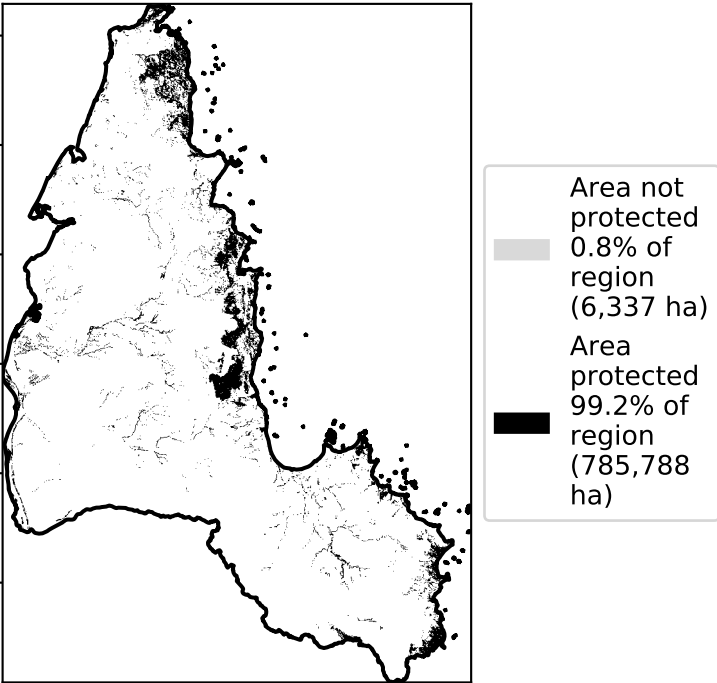 Area not
protected
0.8% of
region
(6,337 ha)
Area
protected
99.2% of
region
(785,788
ha)